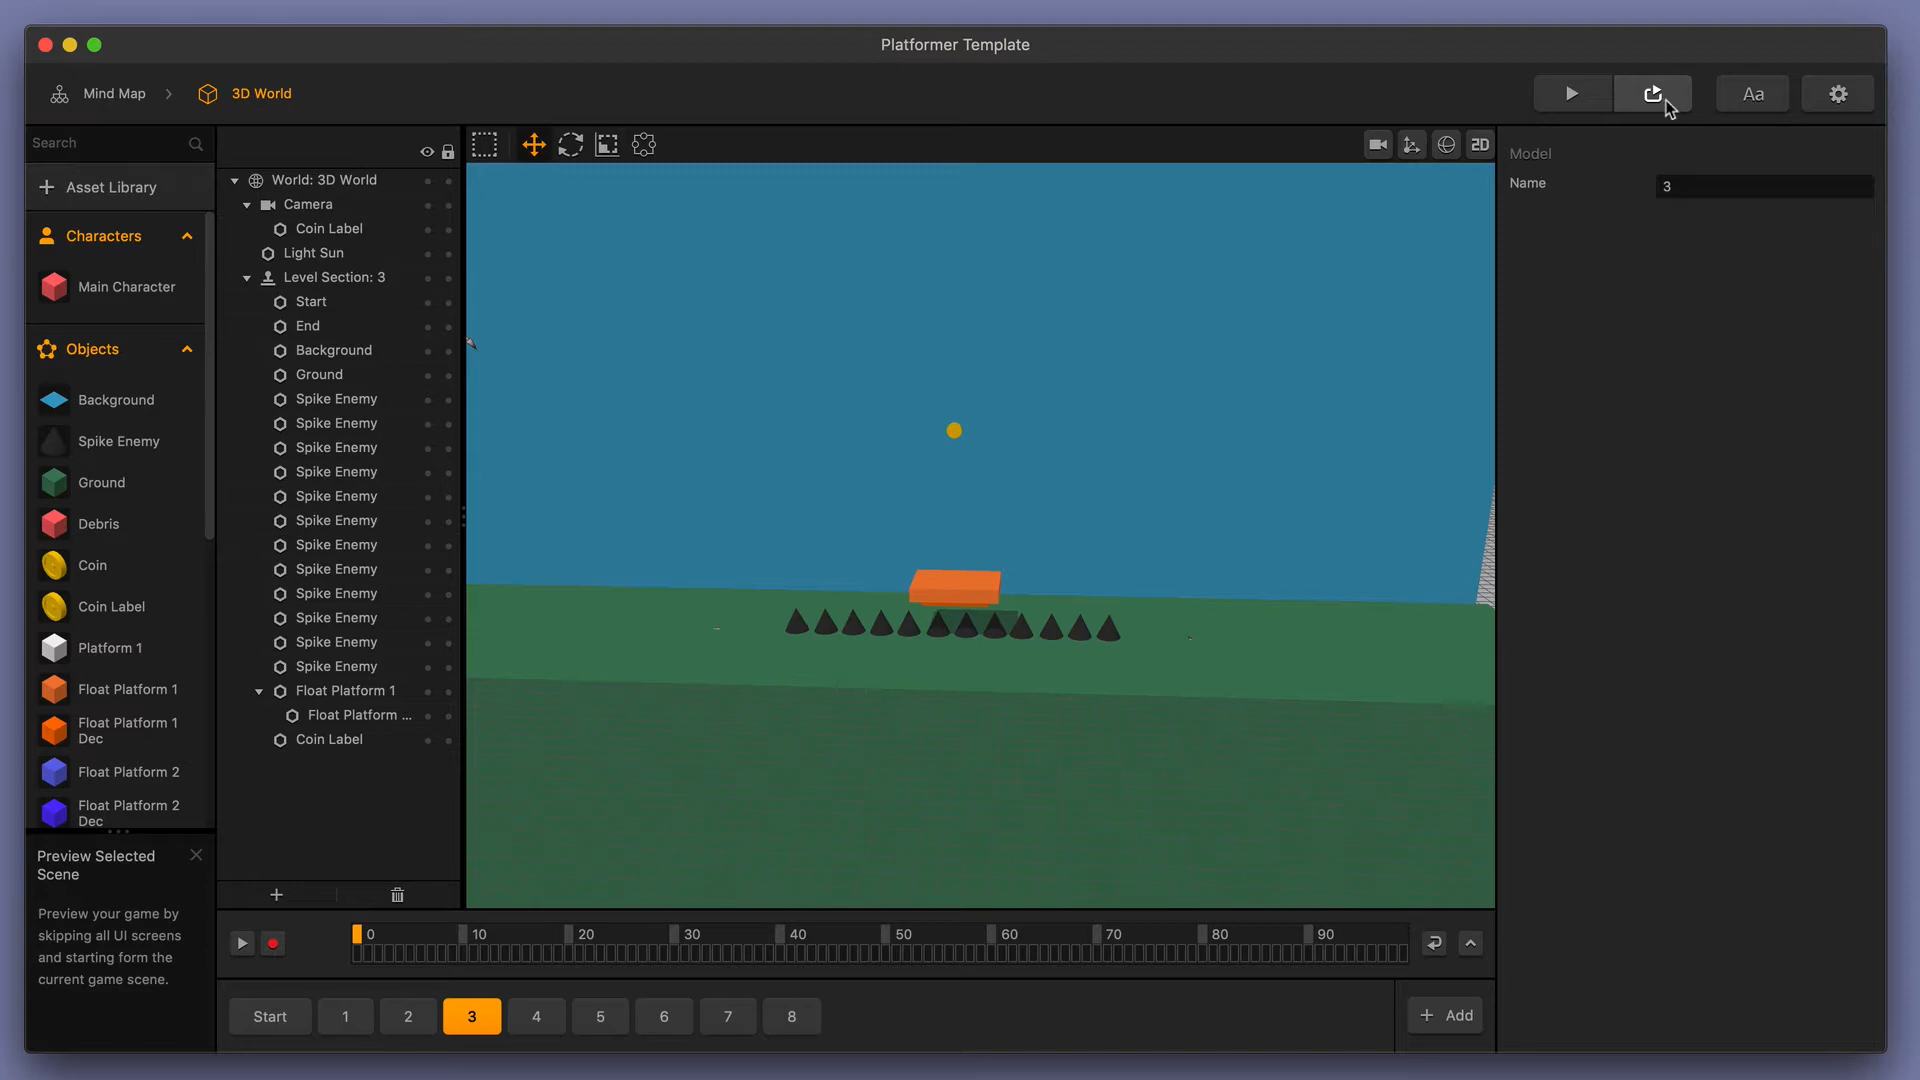 Platformer Template
Mind Map
3D World
Aa
Search
Asset Library
Characters
Main Character
Objects
Background
Spike Enemy
Ground
Debris
Coin
Coin Label
Platform 1
Float Platform 1
Float Platform 1
Dec
Float Platform 2
Float Platform 2
Dec
Preview Selected
Scene
Preview your game by
skipping all UI screens
and starting form the
current game scene.
World: 3D World
Camera
Coin Label
Light Sun
Level Section: 3
Start
End
Background
Ground
Spike Enemy
Spike Enemy
Spike Enemy
Spike Enemy
Spike Enemy
Spike Enemy
Spike Enemy
Spike Enemy
Spike Enemy
Spike Enemy
Spike Enemy
Spike Enemy
Float Platform 1
Float Platform ...
Coin Label
2D
Model
Name 3
0 10 20 30 40 50 60 70 80 90
Start 1 2 3 4 5 6 7 8
Add